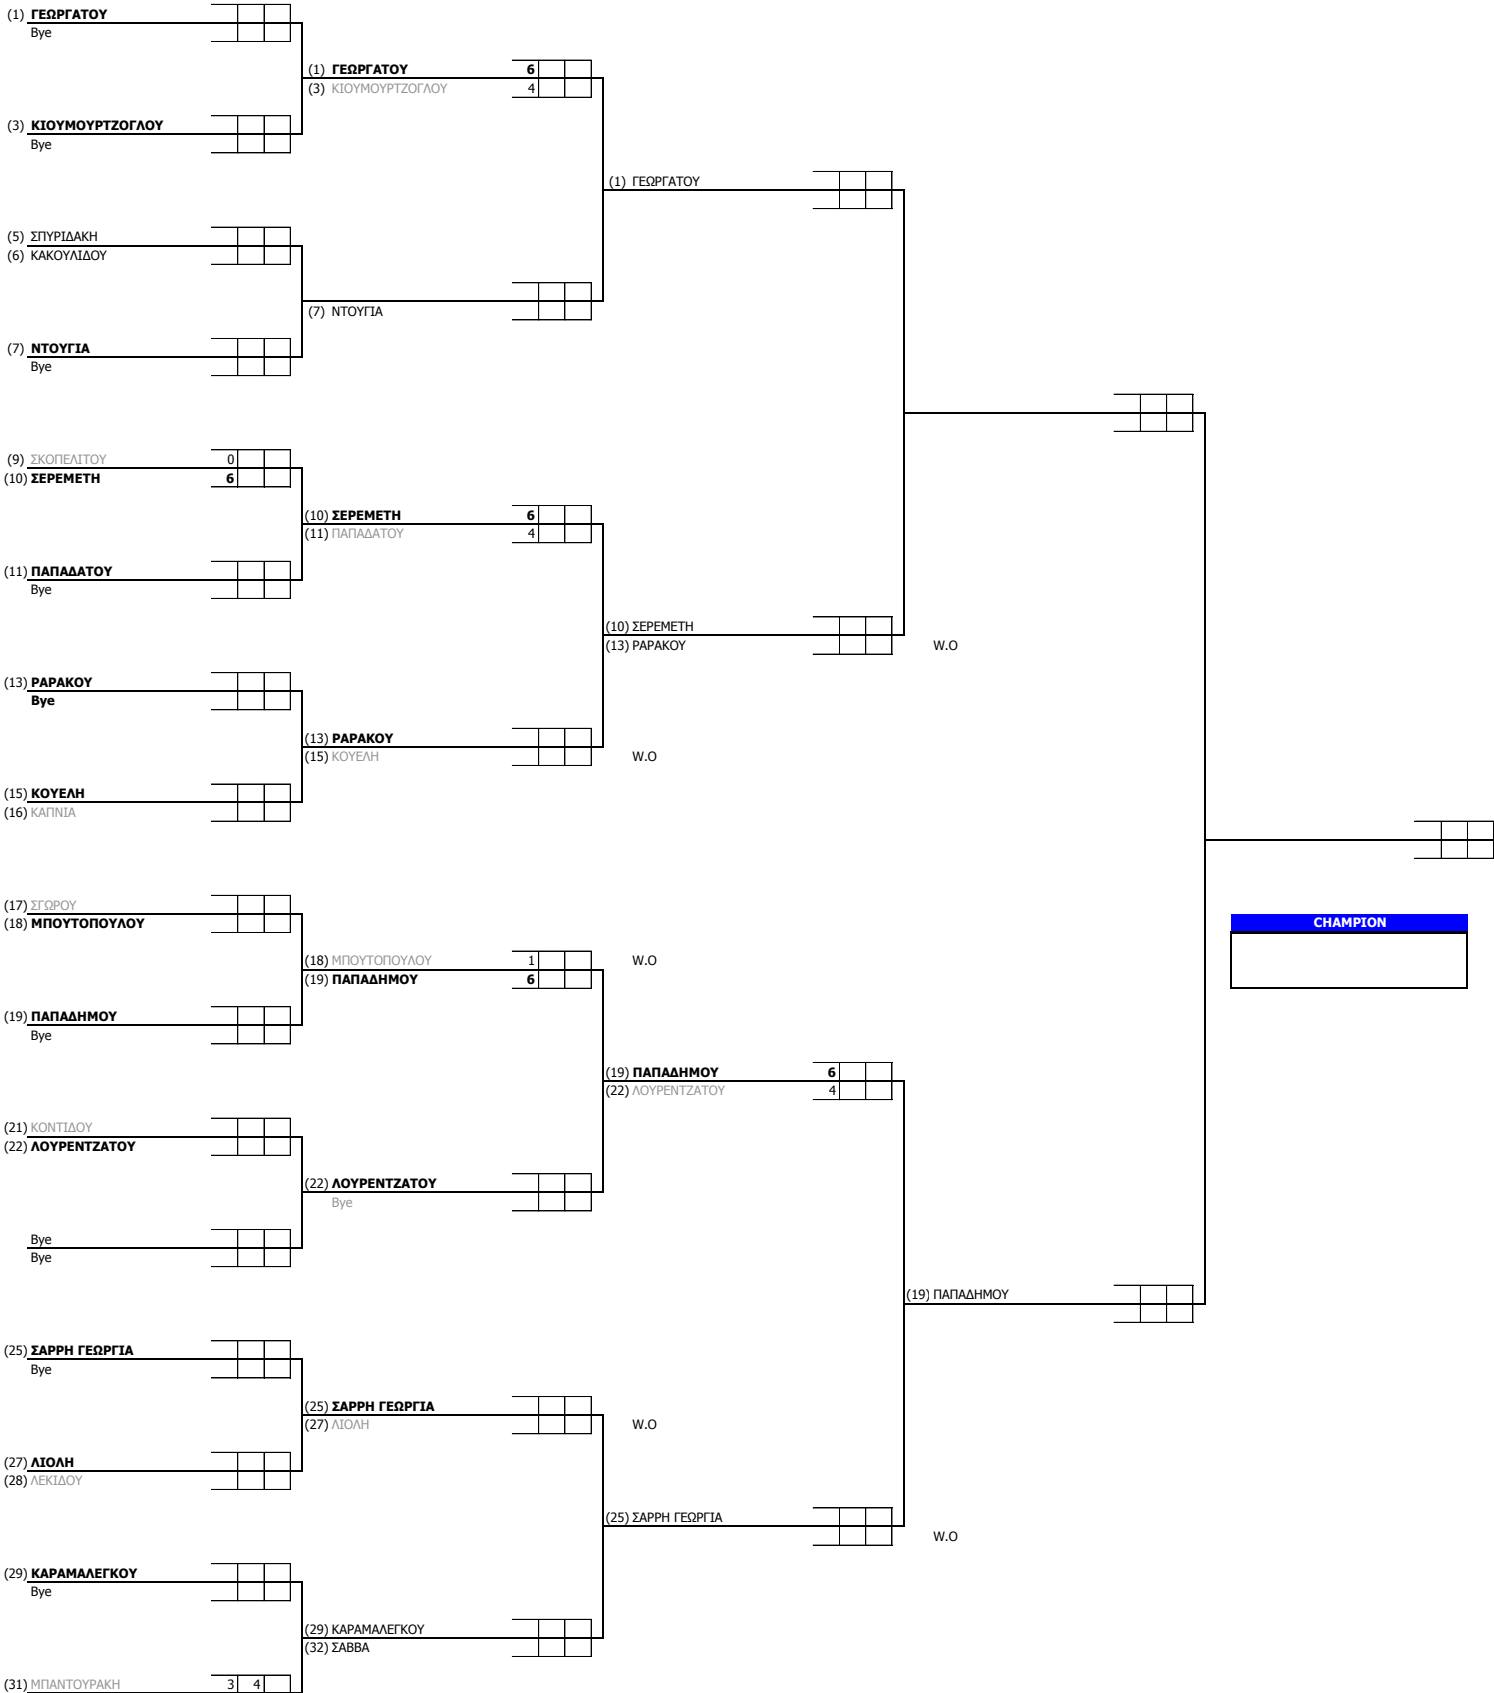 (1) ΓΕΩΡΓΑΤΟΥ
Bye
(1) ΓΕΩΡΓΑΤΟΥ 6
(3) ΚΙΟΥΜΟΥΡΤΖΟΓΛΟΥ 4
(3) ΚΙΟΥΜΟΥΡΤΖΟΓΛΟΥ
Bye
(1) ΓΕΩΡΓΑΤΟΥ
(5) ΣΠΥΡΙΔΑΚΗ
(6) ΚΑΚΟΥΛΙΔΟΥ
(7) ΝΤΟΥΓΙΑ
(7) ΝΤΟΥΓΙΑ
Bye
(9) ΣΚΟΠΕΛΙΤΟΥ 0
(10) ΣΕΡΕΜΕΤΗ 6
(10) ΣΕΡΕΜΕΤΗ 6
(11) ΠΑΠΑΔΑΤΟΥ 4
(11) ΠΑΠΑΔΑΤΟΥ
Bye
(10) ΣΕΡΕΜΕΤΗ
(13) ΡΑΡΑΚΟΥ W.O
(13) ΡΑΡΑΚΟΥ
Bye
(13) ΡΑΡΑΚΟΥ
(15) ΚΟΥΕΛΗ W.O
(15) ΚΟΥΕΛΗ
(16) ΚΑΠΝΙΑ
(17) ΣΓΩΡΟΥ
(18) ΜΠΟΥΤΟΠΟΥΛΟΥ
CHAMPION
(18) ΜΠΟΥΤΟΠΟΥΛΟΥ 1 W.O
(19) ΠΑΠΑΔΗΜΟΥ 6
(19) ΠΑΠΑΔΗΜΟΥ
Bye
(19) ΠΑΠΑΔΗΜΟΥ 6
(22) ΛΟΥΡΕΝΤΖΑΤΟΥ 4
(21) ΚΟΝΤΙΔΟΥ
(22) ΛΟΥΡΕΝΤΖΑΤΟΥ
(22) ΛΟΥΡΕΝΤΖΑΤΟΥ
Bye
Bye
Bye
(19) ΠΑΠΑΔΗΜΟΥ
(25) ΣΑΡΡΗ ΓΕΩΡΓΙΑ
Bye
(25) ΣΑΡΡΗ ΓΕΩΡΓΙΑ
(27) ΛΙΟΛΗ W.O
(27) ΛΙΟΛΗ
(28) ΛΕΚΙΔΟΥ
(25) ΣΑΡΡΗ ΓΕΩΡΓΙΑ
W.O
(29) ΚΑΡΑΜΑΛΕΓΚΟΥ
Bye
(29) ΚΑΡΑΜΑΛΕΓΚΟΥ
(32) ΣΑΒΒΑ
(31) ΜΠΑΝΤΟΥΡΑΚΗ 3 4